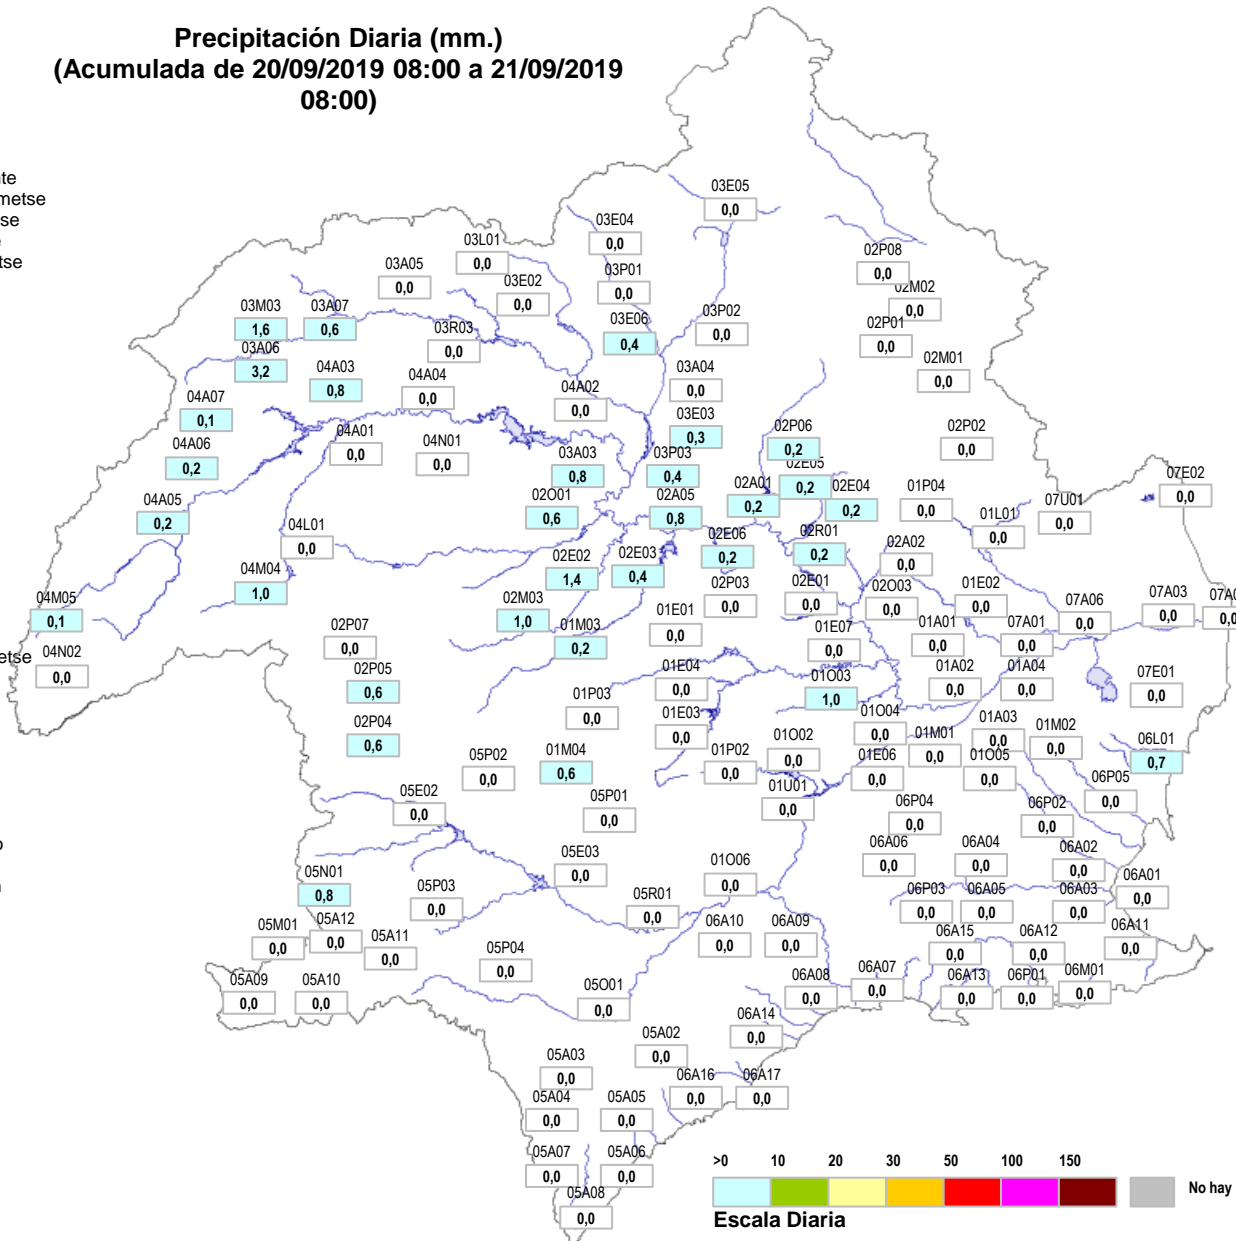 Precipitación Diaria (mm.)
(Acumulada de 20/09/2019 08:00 a 21/09/2019
08:00)
03E05
0,0
03E04
0,0
03L01
0,0
02P08
0,0
03A05
0,0
03P01
0,0
03E02
0,0
02M02
0,0
03M03
1,6
03A07
0,6
03E06
0,4
03P02
0,0
02P01
0,0
03R03
0,0
03A06
3,2
04A03
0,8
04A04
0,0
03A04
0,0
02M01
0,0
04A07
0,1
04A02
0,0
03E03
0,3
02P06
0,2
02P02
0,0
04A01
0,0
04N01
0,0
04A06
0,2
03A03
0,8
03P03
0,4
02E05
0,2
07E02
0,0
04A05
0,2
02O01
0,6
02A05
0,8
02A01
0,2
02E04
0,2
01P04
0,0
07U01
0,0
01L01
0,0
04L01
0,0
02E02
1,4
02E03
0,4
02E06
0,2
02R01
0,2
02A02
0,0
04M04
1,0
02P03
0,0
02E01
0,0
02O03
0,0
01E02
0,0
04M05
0,1
02M03
1,0
01E01
0,0
07A06
0,0
07A03
0,0
07A0
0,0
02P07
0,0
01M03
0,2
01E07
0,0
01A01
0,0
07A01
0,0
04N02
0,0
02P05
0,6
01E04
0,0
01O03
1,0
01A02
0,0
01A04
0,0
07E01
0,0
01P03
0,0
02P04
0,6
01E03
0,0
01O04
0,0
01A03
0,0
01M02
0,0
01M01
0,0
06L01
0,7
05P02
0,0
01M04
0,6
01P02
0,0
01O02
0,0
01E06
0,0
01O05
0,0
06P05
0,0
05E02
0,0
05P01
0,0
01U01
0,0
06P04
0,0
06P02
0,0
05E03
0,0
06A06
0,0
06A04
0,0
06A02
0,0
05N01
0,8
01O06
0,0
06A01
0,0
05P03
0,0
05R01
0,0
06P03
0,0
06A05
0,0
06A03
0,0
05M01
0,0
05A12
0,0
05A11
0,0
06A10
0,0
06A09
0,0
06A15
0,0
06A12
0,0
06A11
0,0
05P04
0,0
05A09
0,0
05A10
0,0
05O01
0,0
06A08
0,0
06A07
0,0
06A13
0,0
06P01
0,0
06M01
0,0
06A14
0,0
05A02
0,0
05A03
0,0
06A16
0,0
06A17
0,0
05A04
0,0
05A05
0,0
05A07
0,0
05A06
0,0
05A08
0,0
>0 10 20 30 50 100 150
No hay
Escala Diaria